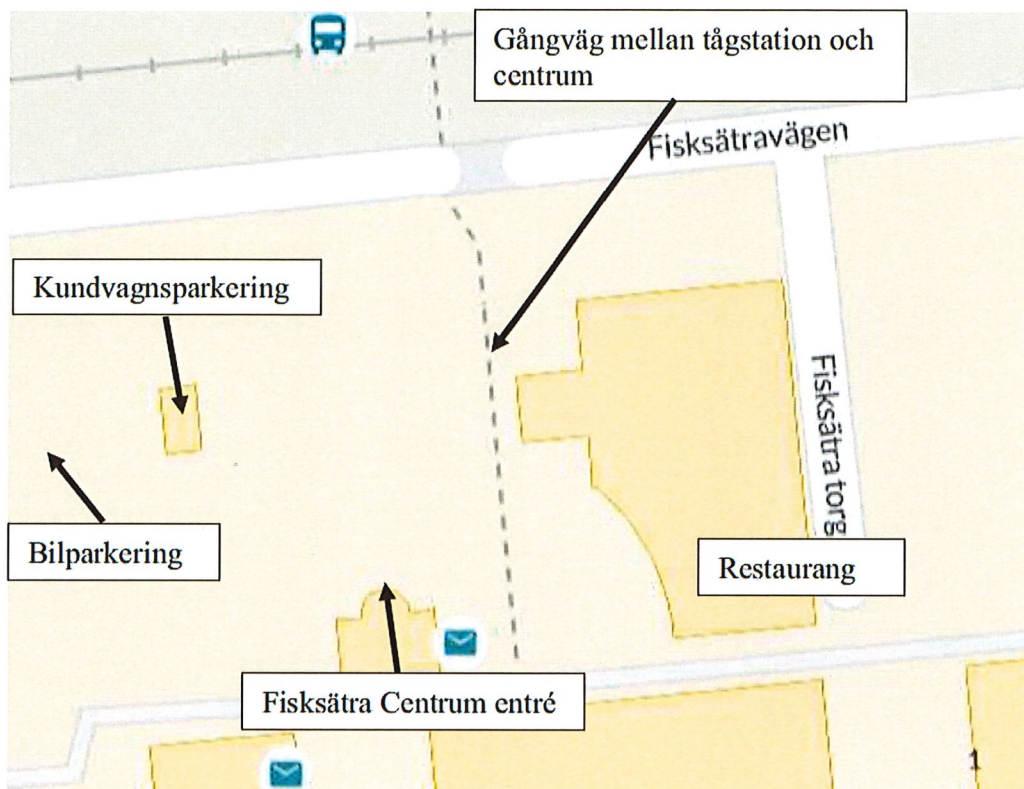 Gångväg mellan tågstation och
centrum
Fisksätravägen
Kundvagnsparkering
Fisksätra torg
Bilparkering
Restaurang
Fisksätra Centrum entré
1